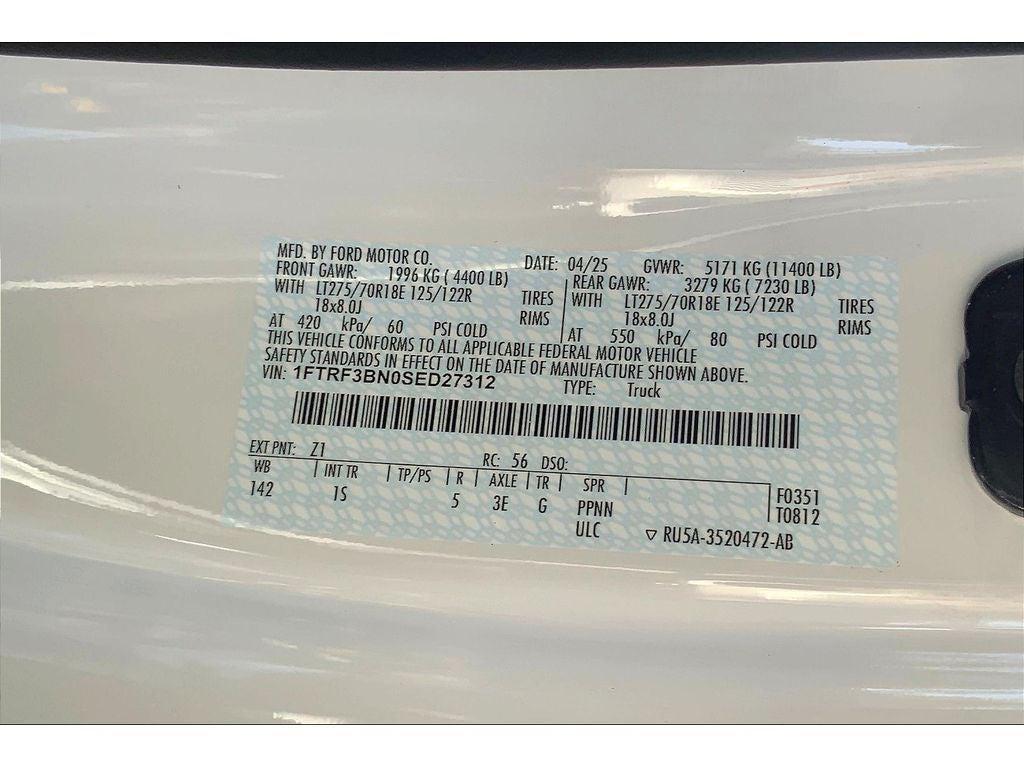 MFD. BY FORD MOTOR CO. DATE: 04/25 GVWR: 5171 KG (11400 LB)
FRONT GAWR: 1996 KG ( 4400 LB) REAR GAWR: 3279 KG ( 7230 LB)
WITH LT275/70R18E 125/122R TIRES WITH LT275/70R18E 125/122R TIRES
18x8.0J RIMS 18x8.0J RIMS
AT 420 kPa/ 60 PSI COLD AT 550 kPa/ 80 PSI COLD
THIS VEHICLE CONFORMS TO ALL APPLICABLE FEDERAL MOTOR VEHICLE
SAFETY STANDARDS IN EFFECT ON THE DATE OF MANUFACTURE SHOWN ABOVE.
VIN: 1FTRF3BN0SED27312 TYPE: Truck
EXT PNT: Z1 RC: 56 DSO:
WB INT TR TP/PS R AXLE TR SPR F0351
142 1S 5 3E G PPNN T0812
ULC RU5A-3520472-AB